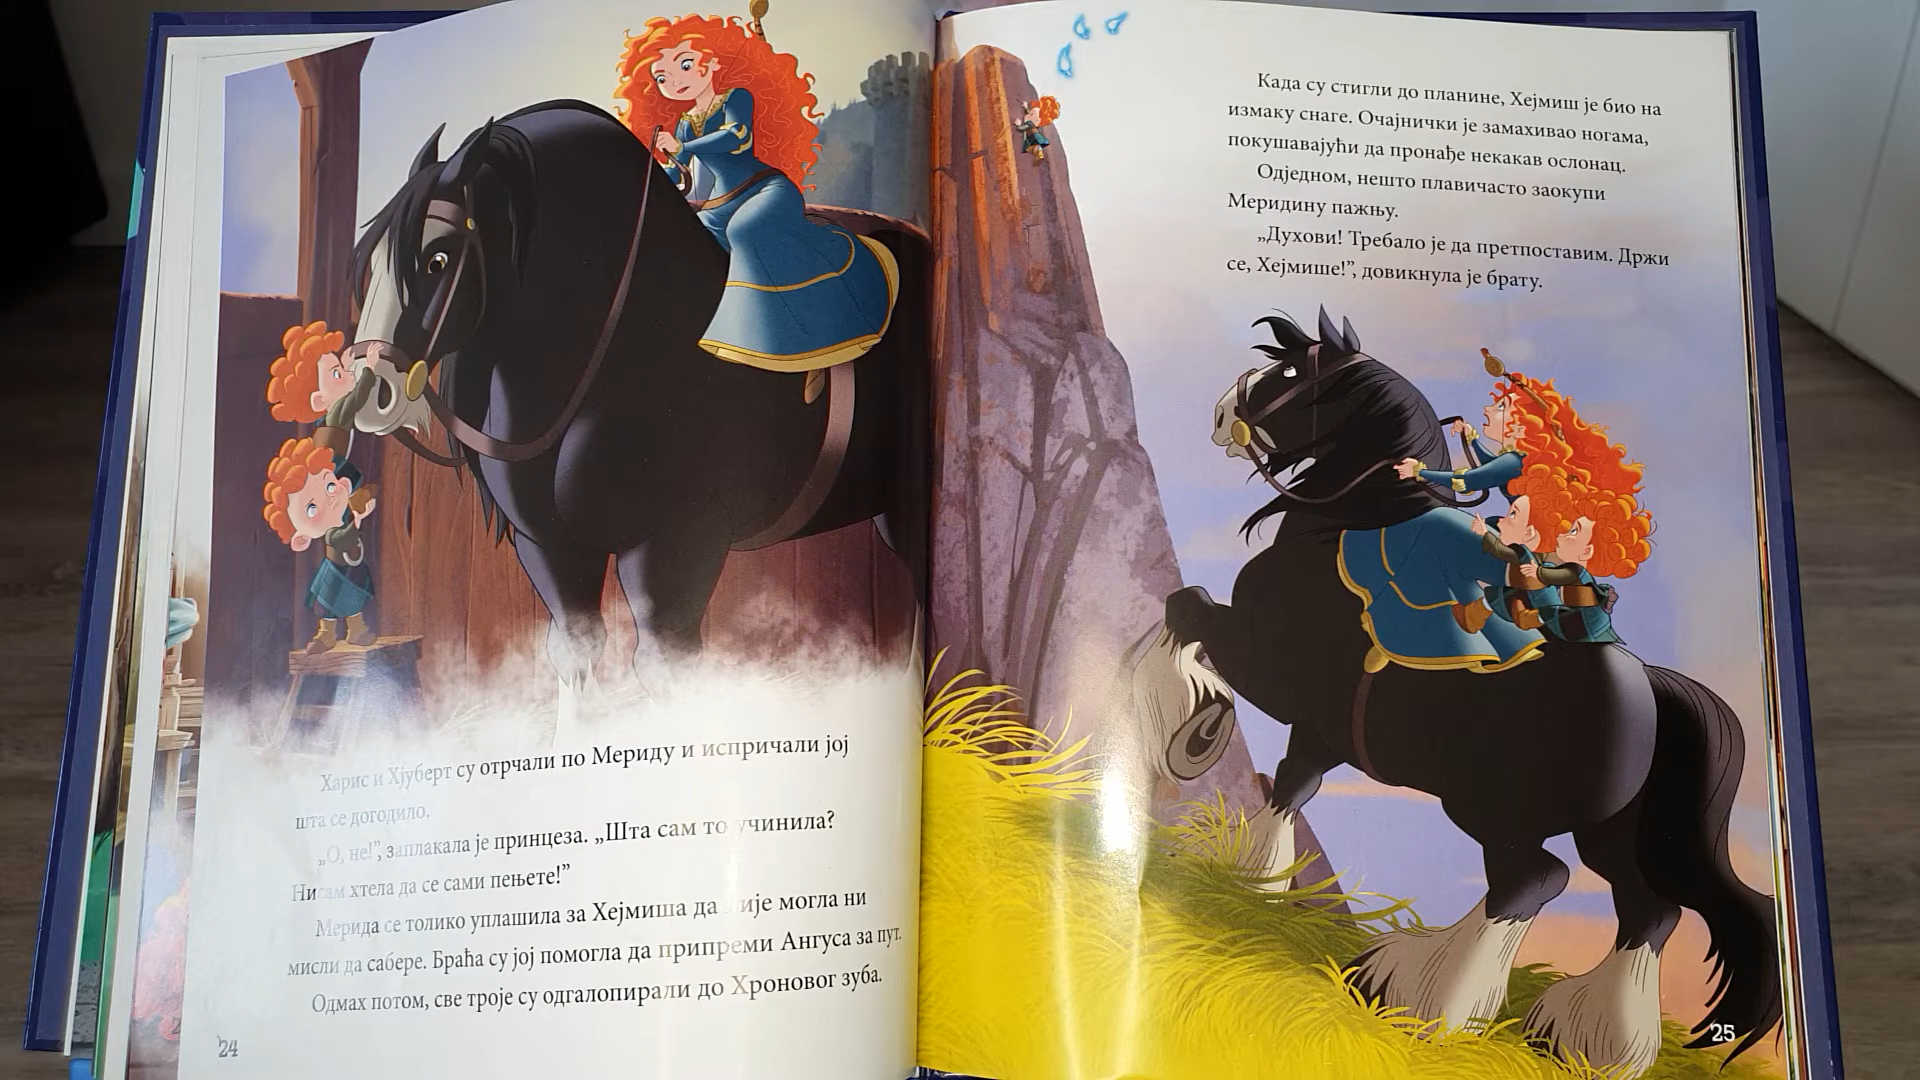 Харис и Хјуберт су отрчали по Мериду и испричали јој
шта се догодило.
„О, не!”, заплакала је принцеза. „Шта сам то учинила?
Нисам хтела да се сами пењете!”
Мерида се толико уплашила за Хејмиша да није могла ни
мисли да сабере. Браћа су јој помогла да припреми Ангуса за пут.
Одмах потом, све троје су одгалопирали до Хроновог зуба.
24
Када су стигли до планине, Хејмиш је био на
измаку снаге. Очајнички је замахивао ногама,
покушавајући да пронађе некакав ослонац.
Одједном, нешто плавичасто заокупи
Меридину пажњу.
„Духови! Требало је да претпоставим. Држи
се, Хејмише!”, довикнула је брату.
25